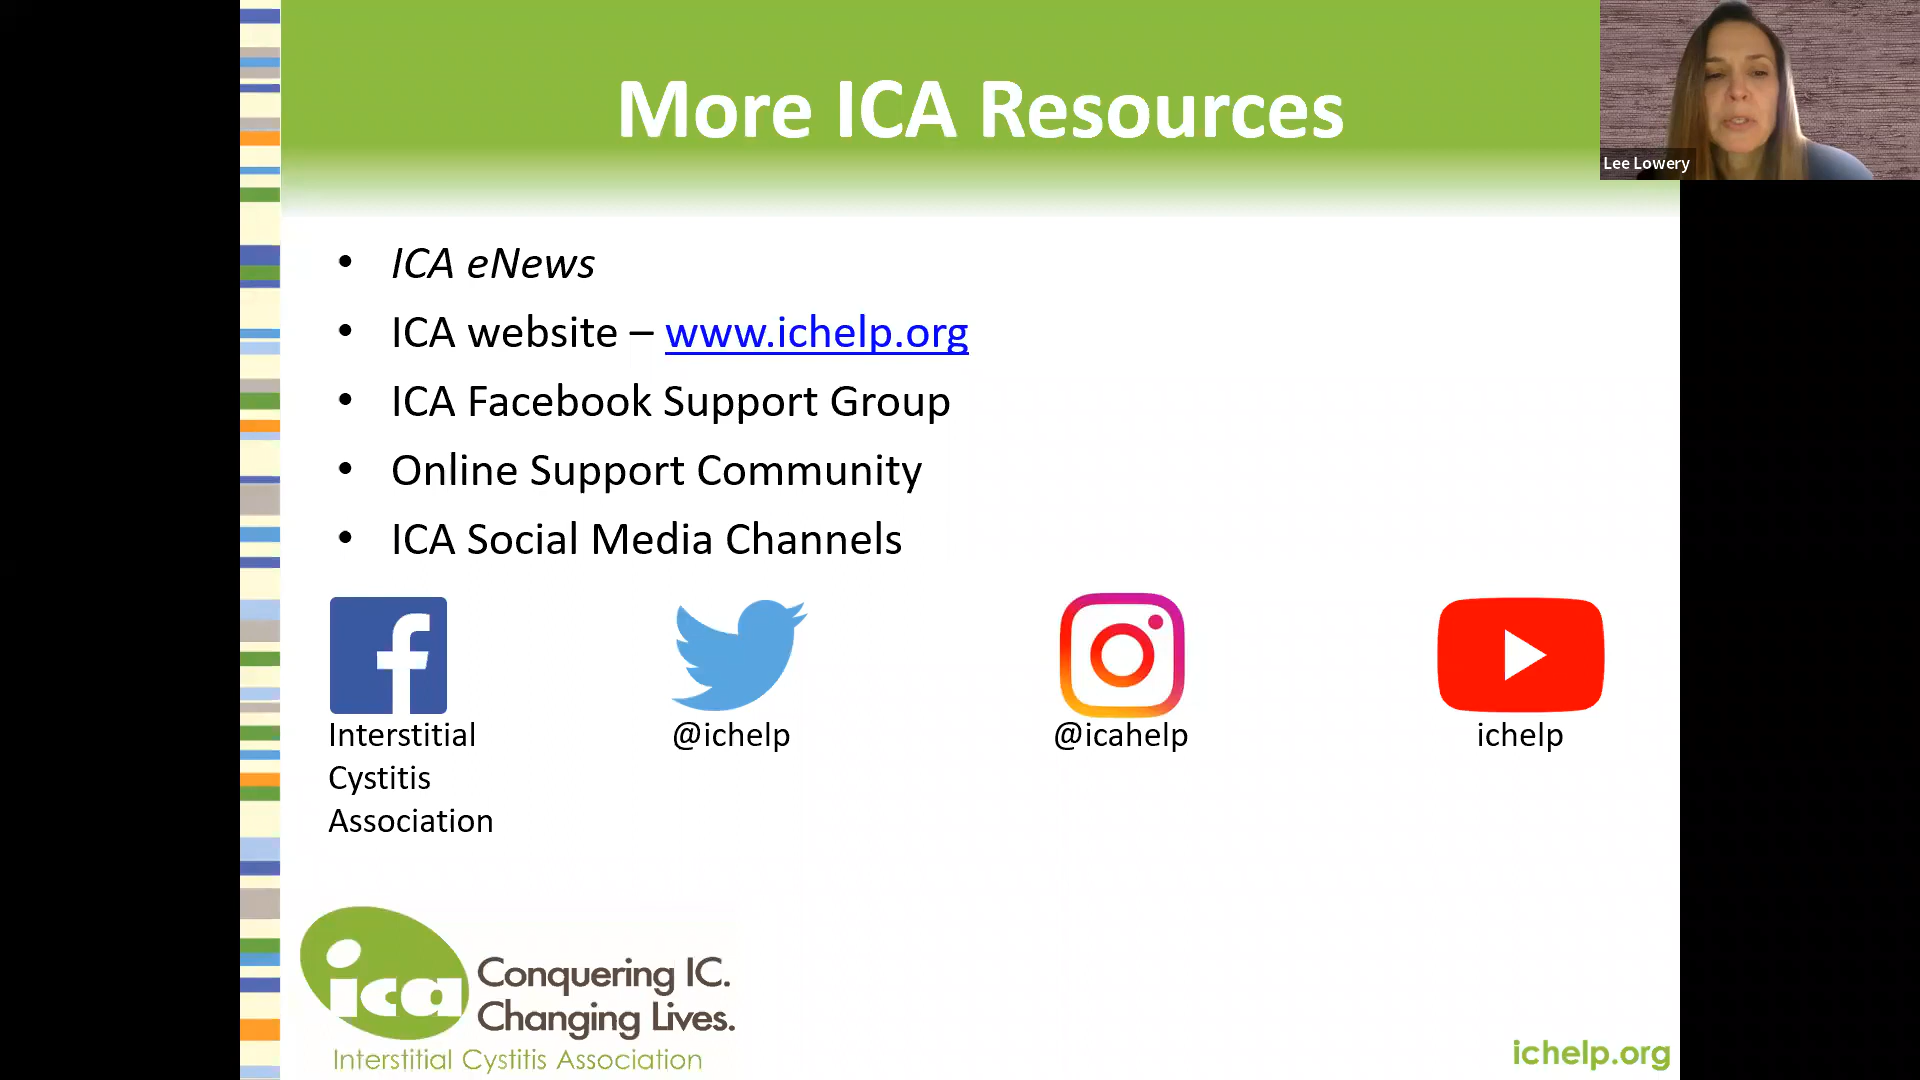 More ICA Resources
Lee Lowery
• ICA eNews
• ICA website – www.ichelp.org
• ICA Facebook Support Group
• Online Support Community
• ICA Social Media Channels
Interstitial
Cystitis
Association
@ichelp
@icahelp
ichelp
ica
Conquering IC.
Changing Lives.
Interstitial Cystitis Association
ichelp.org